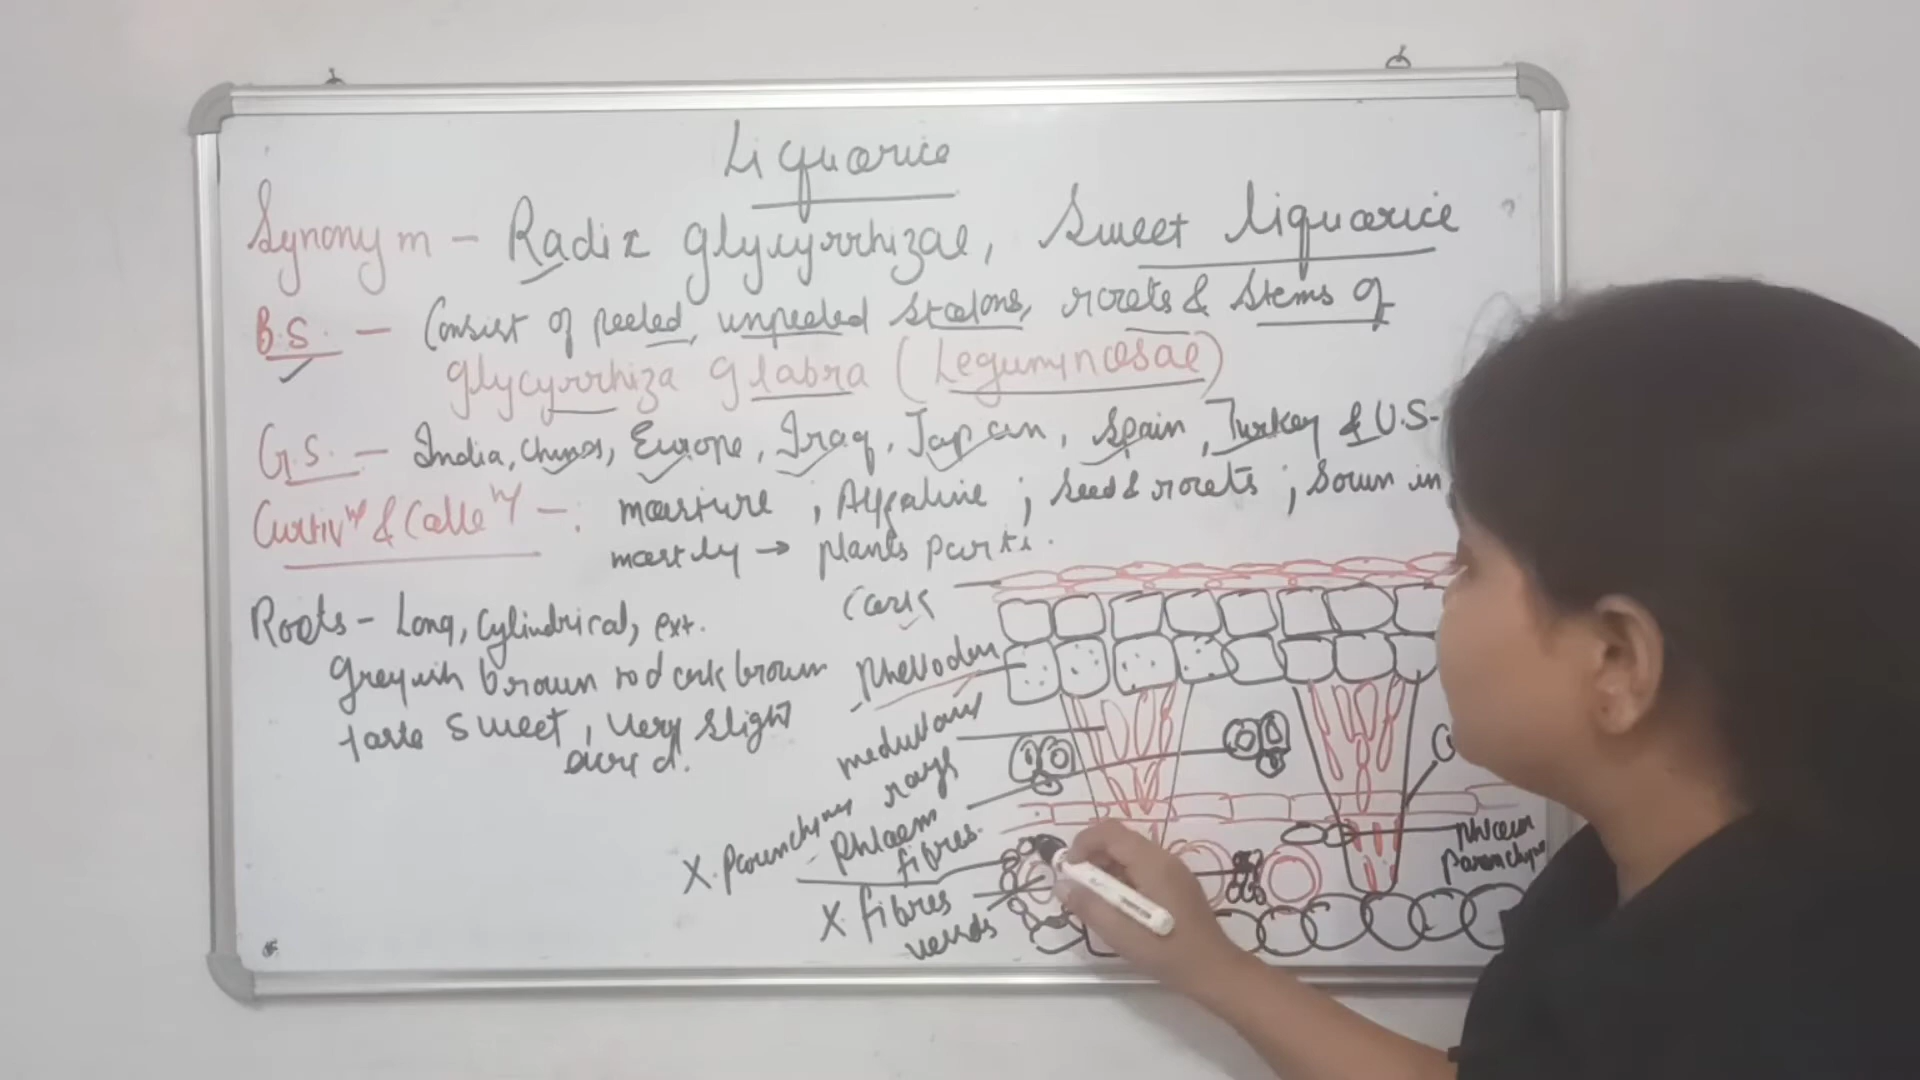 Liquorice
Synonym - Radix glycyrrhizae, Sweet liquorice
B.S. - Consist of peeled, unpeeled stolons, roots & stems of
glycyrrhiza glabra (Leguminosae)
G.S. - India, China, Europe, Iraq, Japan, Spain, Turkey & U.S.
Cultivn & Colle n - : moisture ; Alkaline ; seed & roots ; Sown in
mostly → plants parts.
Roots - Long, cylindrical, ext.
Greyish brown rod cork brown
taste sweet, very slight
acrid.
Cork
Phelloderm
medullary
rays
Phloem
fibres
X. Parenchyma
X fibres
vessels
Phloem
parenchyma